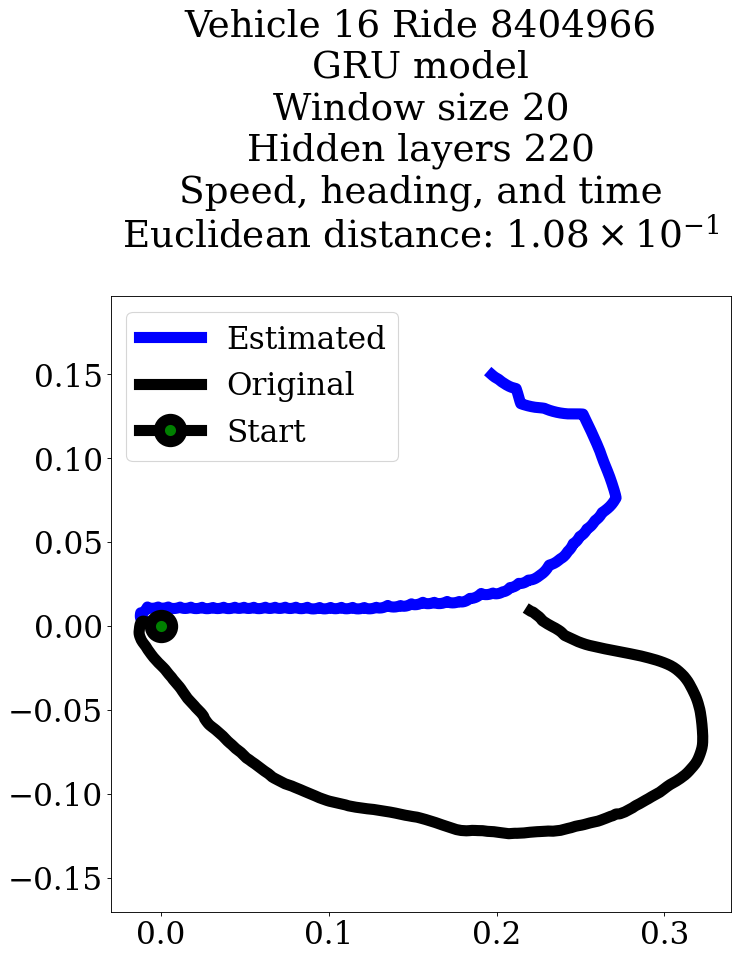 Vehicle 16 Ride 8404966
GRU model
Window size 20
Hidden layers 220
Speed, heading, and time
Euclidean distance: 1.08 × 10⁻¹
Estimated
Original
Start
0.15
0.10
0.05
0.00
−0.05
−0.10
−0.15
0.0 0.1 0.2 0.3